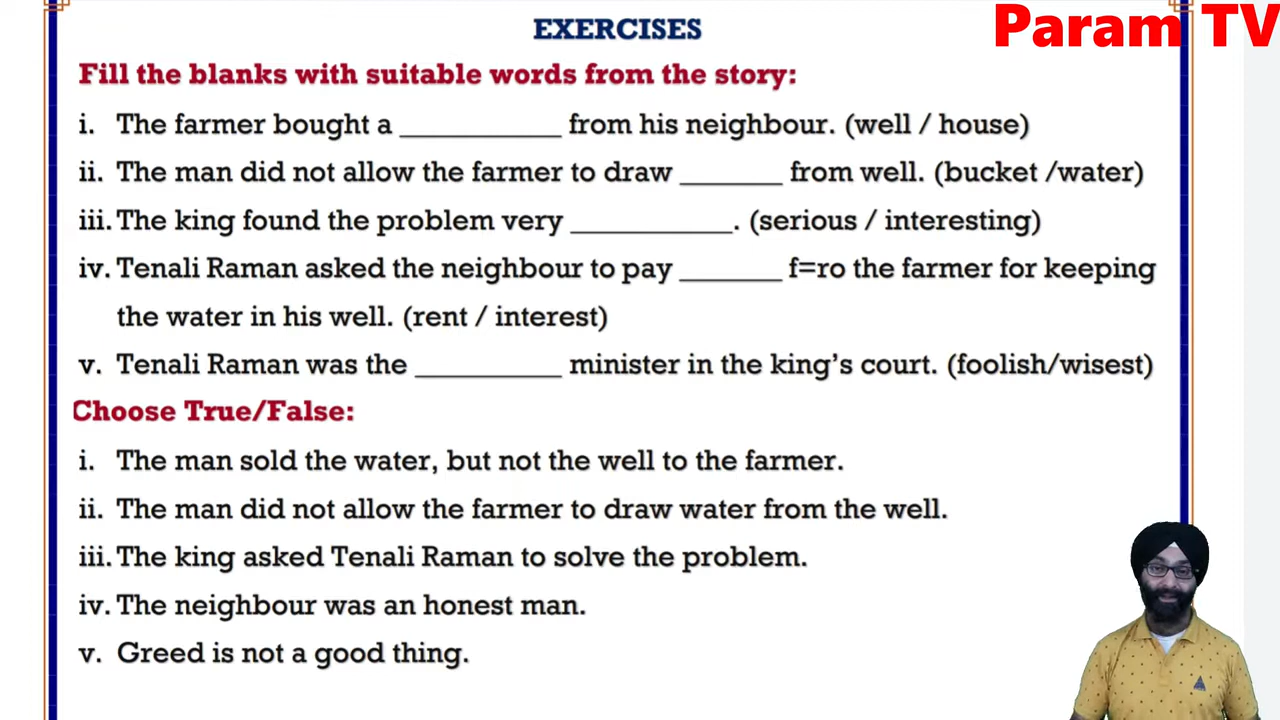 EXERCISES
Param TV
Fill the blanks with suitable words from the story:
i. The farmer bought a ___________ from his neighbour. (well / house)
ii. The man did not allow the farmer to draw _______ from well. (bucket /water)
iii. The king found the problem very ___________. (serious / interesting)
iv. Tenali Raman asked the neighbour to pay _______ f=ro the farmer for keeping
the water in his well. (rent / interest)
v. Tenali Raman was the __________ minister in the king's court. (foolish/wisest)
Choose True/False:
i. The man sold the water, but not the well to the farmer.
ii. The man did not allow the farmer to draw water from the well.
iii. The king asked Tenali Raman to solve the problem.
iv. The neighbour was an honest man.
v. Greed is not a good thing.